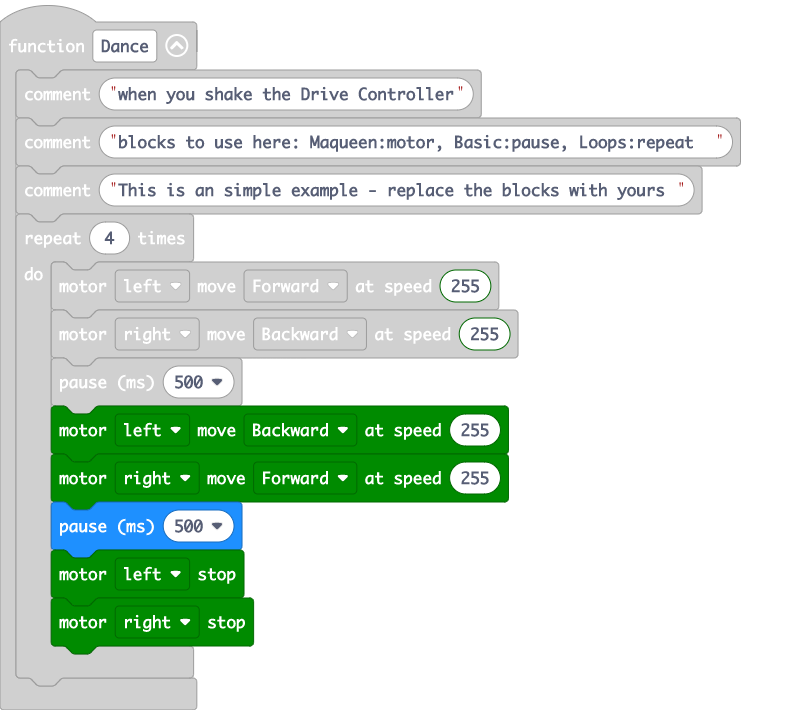 function Dance
comment "when you shake the Drive Controller"
comment "blocks to use here: Maqueen:motor, Basic:pause, Loops:repeat "
comment "This is an simple example - replace the blocks with yours "
repeat 4 times
do
motor left move Forward at speed 255
motor right move Backward at speed 255
pause (ms) 500
motor left move Backward at speed 255
motor right move Forward at speed 255
pause (ms) 500
motor left stop
motor right stop